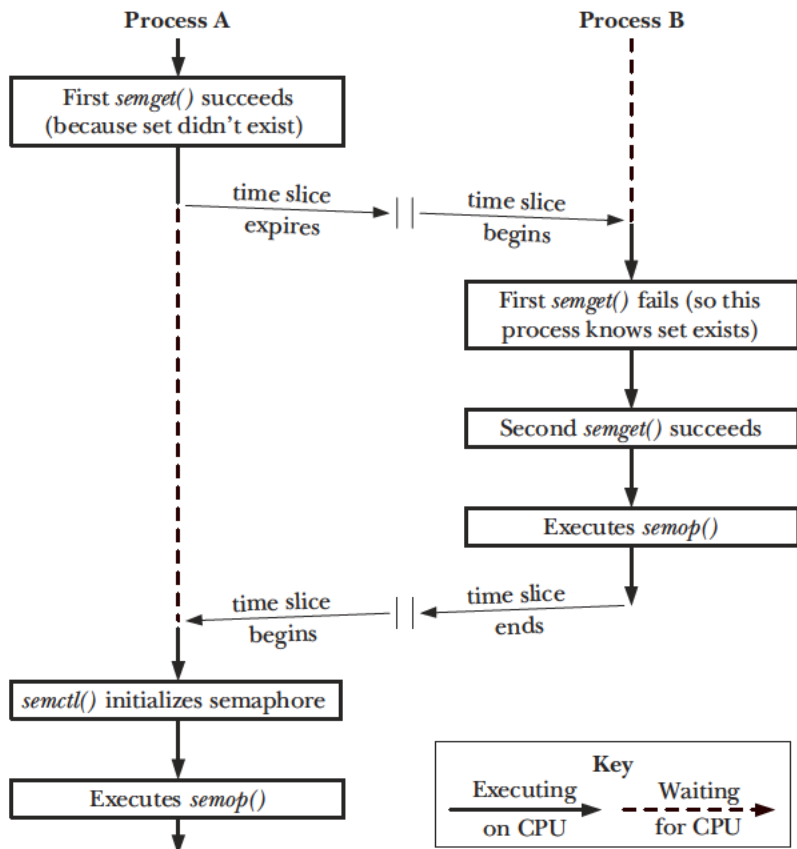 Process A
Process B
First semget() succeeds
(because set didn't exist)
time slice
expires
time slice
begins
First semget() fails (so this
process knows set exists)
Second semget() succeeds
Executes semop()
time slice
begins
time slice
ends
semctl() initializes semaphore
Executes semop()
Key
Executing
on CPU
Waiting
for CPU